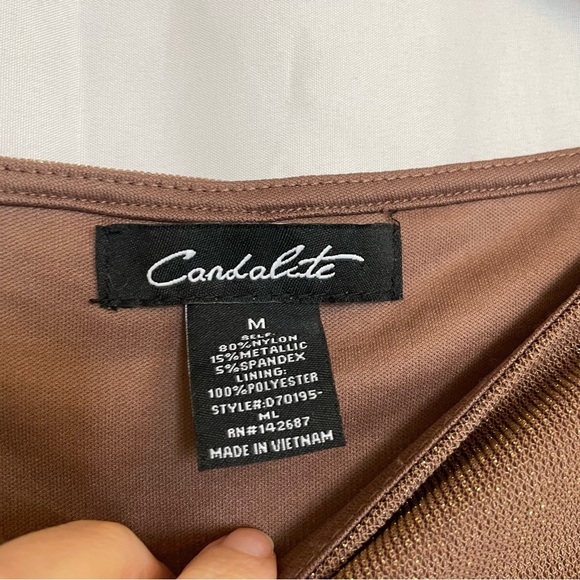 Candalite
M
SELF:
80%NYLON
15%METALLIC
5%SPANDEX
LINING:
100%POLYESTER
STYLE#:D70195-
ML
RN#142687
MADE IN VIETNAM